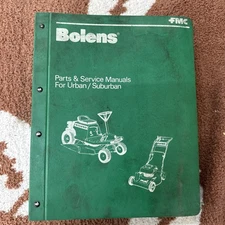 FMC
Bolens
Parts & Service Manuals
For Urban/Suburban